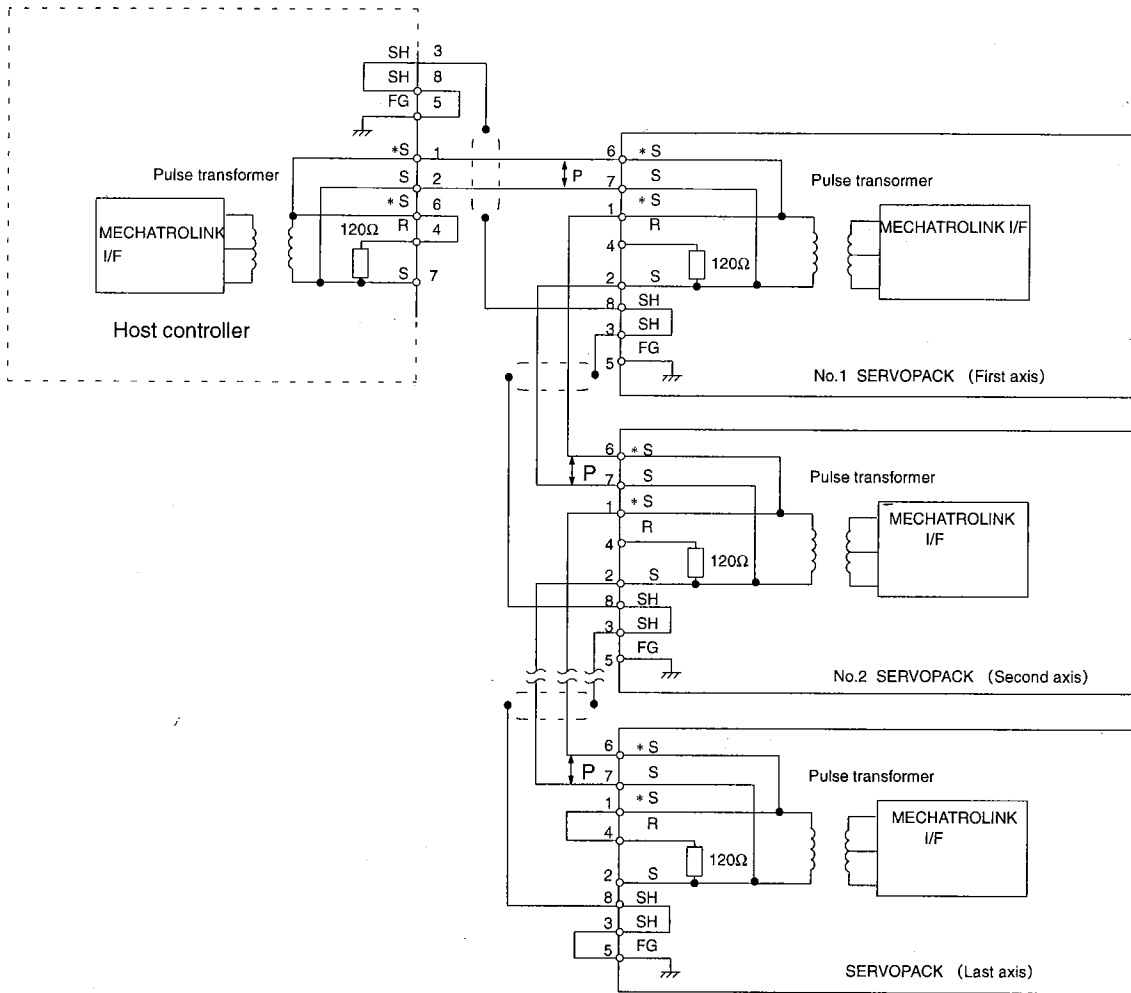 SH 3
SH 8
FG 5
*S 1
S 2
*S 6
R 4
120Ω
S 7
Pulse transformer
MECHATROLINK
I/F
Host controller
P
6 *S
7 S
1 *S
R
4
120Ω
2 S
8 SH
3 SH
5 FG
Pulse transormer
MECHATROLINK I/F
No.1 SERVOPACK (First axis)
P
6 *S
7 S
1 *S
R
4
120Ω
2 S
8 SH
3 SH
5 FG
Pulse transformer
MECHATROLINK
I/F
No.2 SERVOPACK (Second axis)
P
6 *S
7 S
1 *S
R
4
120Ω
2 S
8 SH
3 SH
5 FG
Pulse transformer
MECHATROLINK
I/F
SERVOPACK (Last axis)